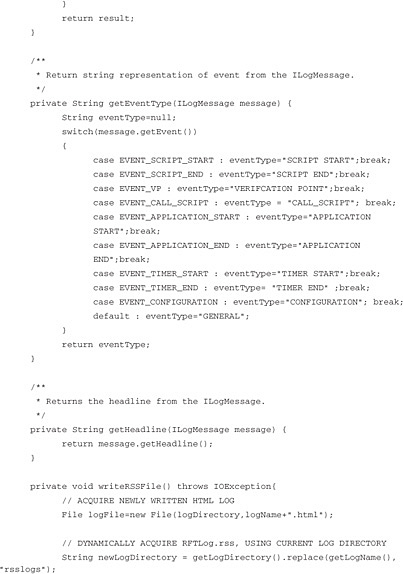 }
return result;
}
/**
* Return string representation of event from the ILogMessage.
*/
private String getEventType(ILogMessage message) {
String eventType=null;
switch(message.getEvent())
{
case EVENT_SCRIPT_START : eventType="SCRIPT START";break;
case EVENT_SCRIPT_END : eventType="SCRIPT END";break;
case EVENT_VP : eventType="VERIFCATION POINT";break;
case EVENT_CALL_SCRIPT : eventType = "CALL_SCRIPT"; break;
case EVENT_APPLICATION_START : eventType="APPLICATION
START";break;
case EVENT_APPLICATION_END : eventType="APPLICATION
END";break;
case EVENT_TIMER_START : eventType="TIMER START";break;
case EVENT_TIMER_END : eventType= "TIMER END" ;break;
case EVENT_CONFIGURATION : eventType="CONFIGURATION"; break;
default : eventType="GENERAL";
}
return eventType;
}
/**
* Returns the headline from the ILogMessage.
*/
private String getHeadline(ILogMessage message) {
return message.getHeadline();
}
private void writeRSSFile() throws IOException{
// ACQUIRE NEWLY WRITTEN HTML LOG
File logFile=new File(logDirectory,logName+".html");
// DYNAMICALLY ACQUIRE RFTLog.rss, USING CURRENT LOG DIRECTORY
String newLogDirectory = getLogDirectory().replace(getLogName(),
"rsslogs");